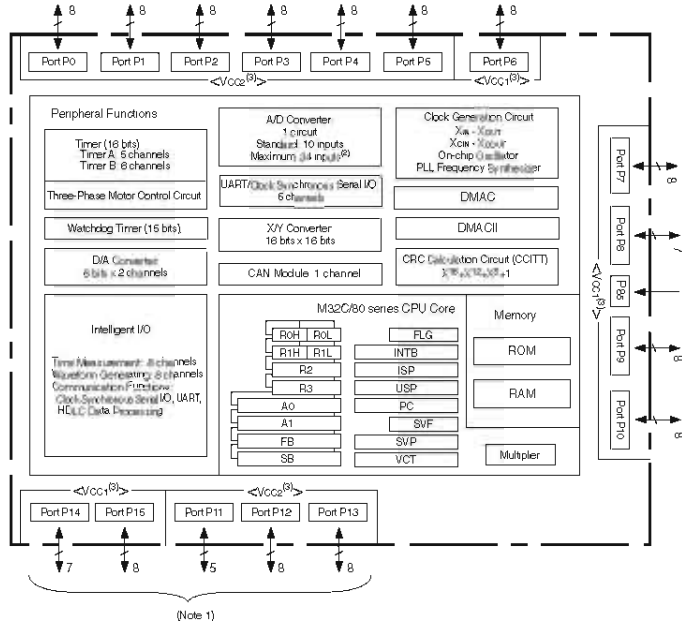 8 8 8 8 8 8 8
Port P0 Port P1 Port P2 Port P3 Port P4 Port P5 Port P6
<VCC2(3)> <VCC1(3)>
Peripheral Functions
Timer (16 bits)
Timer A: 5 channels
Timer B: 6 channels
Three-Phase Motor Control Circuit
Watchdog Timer (15 bits)
D/A Converter
8 bits x 2 channels
Intelligent I/O
Time Measurement: 8 channels
Waveform Generating: 8 channels
Communication Functions:
Clock Synchronous Serial I/O, UART,
HDLC Data Processing
A/D Converter
1 circuit
Standard: 10 inputs
Maximum: 34 inputs(2)
UART/Clock Synchronous Serial I/O
5 channels
X/Y Converter
16 bits x 16 bits
CAN Module 1 channel
Clock Generation Circuit
XIN - XOUT
XCIN - XCOUT
On-chip Oscillator
PLL Frequency Synthesizer
DMAC
DMACII
CRC Calculation Circuit (CCITT)
X16+X12+X5+1
M32C/80 series CPU Core
R0H R0L
R1H R1L
R2
R3
A0
A1
FB
SB
FLG
INTB
ISP
USP
PC
SVF
SVP
VCT
Memory
ROM
RAM
Multiplier
<VCC1(3)>
Port P7 8
Port P8 7
P85
Port P9 8
Port P10 8
<VCC1(3)> <VCC2(3)>
Port P14 Port P15 Port P11 Port P12 Port P13
7 8 5 8 8
(Note 1)